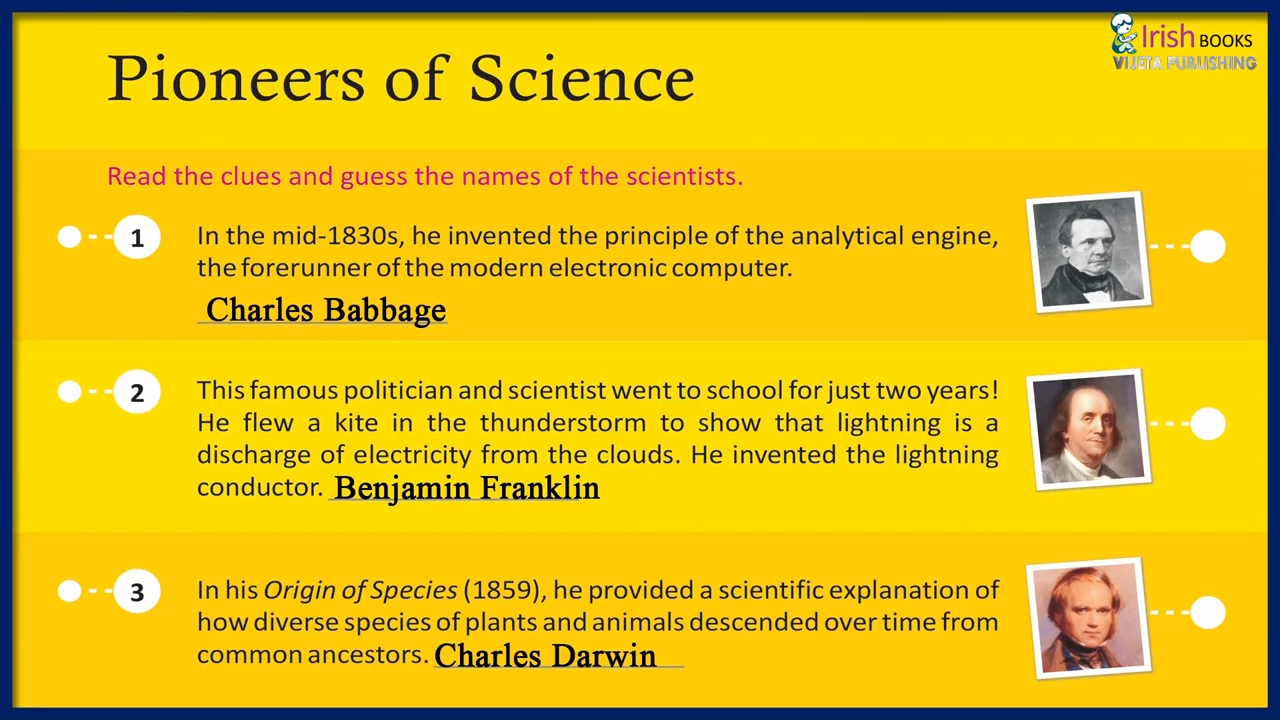 Irish BOOKS
VIJETA PUBLISHING
Pioneers of Science
Read the clues and guess the names of the scientists.
1
In the mid-1830s, he invented the principle of the analytical engine,
the forerunner of the modern electronic computer.
Charles Babbage
2
This famous politician and scientist went to school for just two years!
He flew a kite in the thunderstorm to show that lightning is a
discharge of electricity from the clouds. He invented the lightning
conductor. Benjamin Franklin
3
In his Origin of Species (1859), he provided a scientific explanation of
how diverse species of plants and animals descended over time from
common ancestors. Charles Darwin